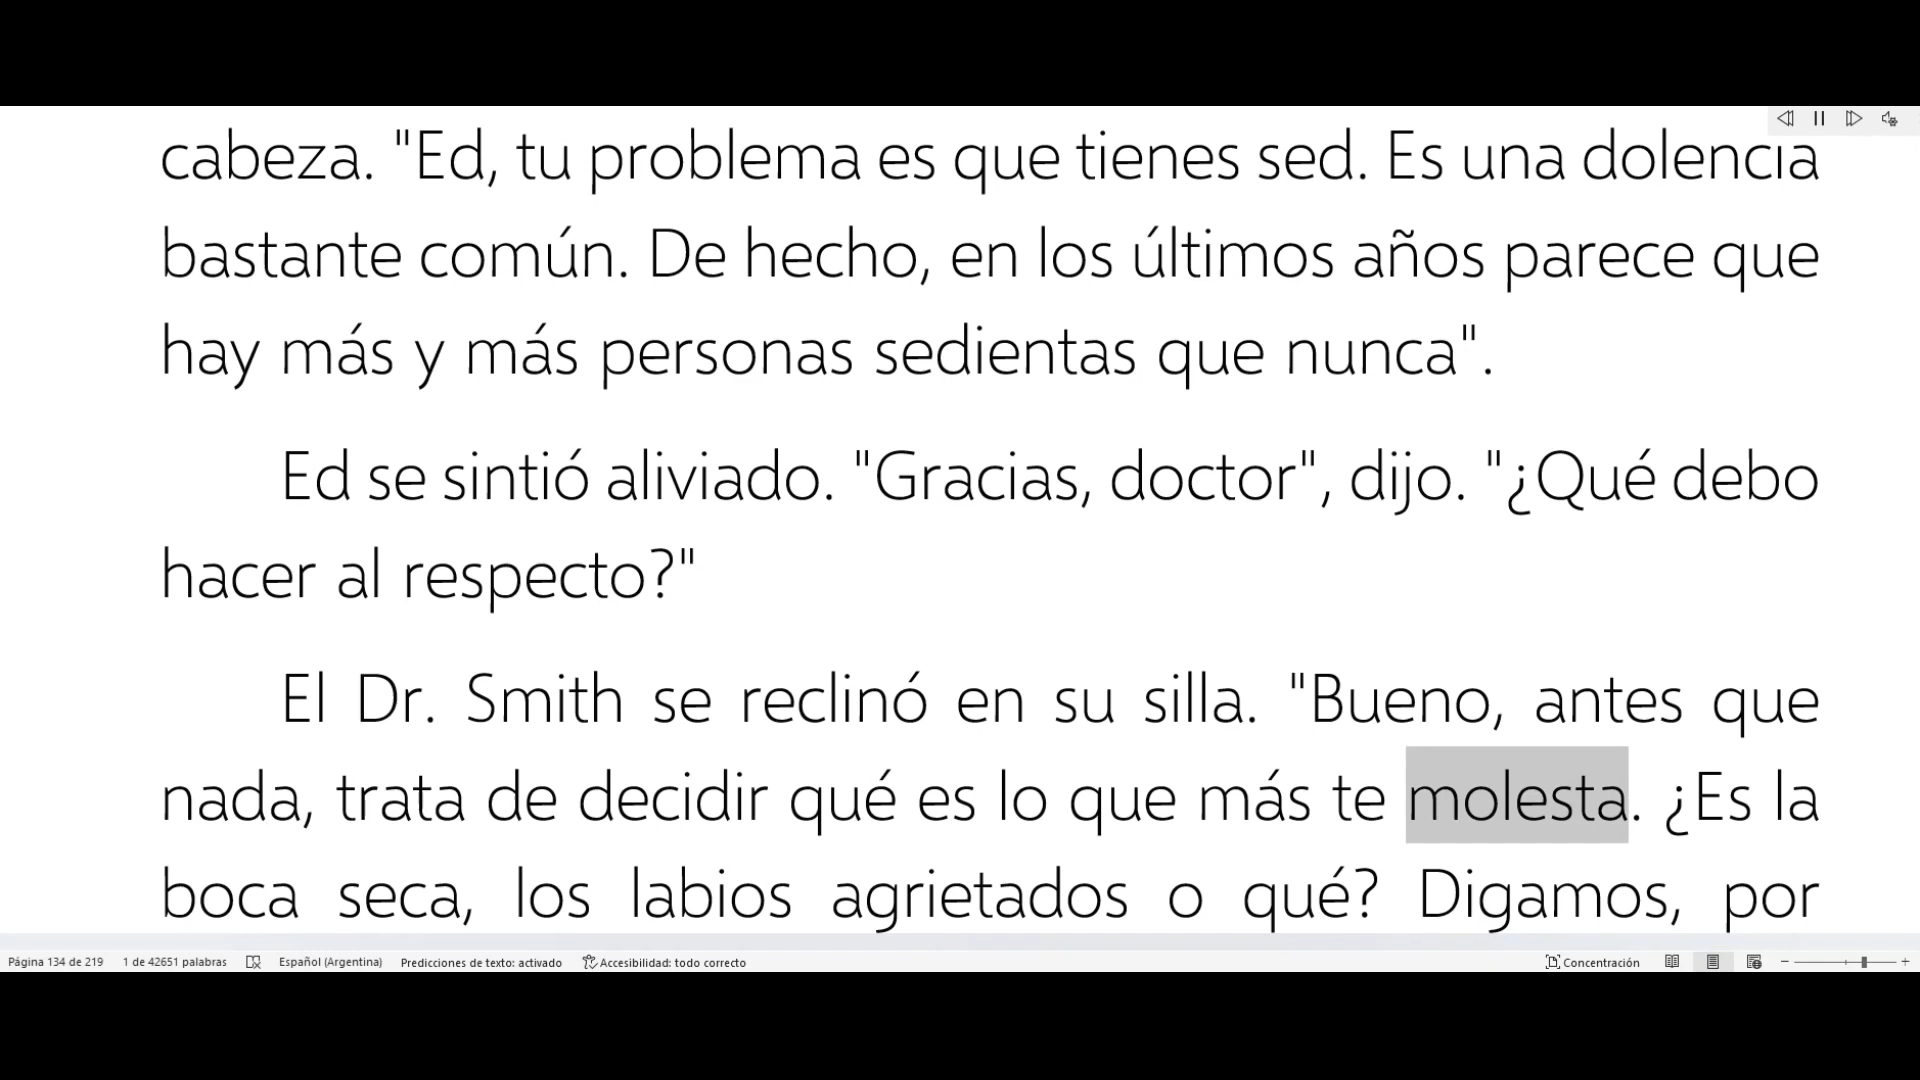 cabeza. "Ed, tu problema es que tienes sed. Es una dolencia
bastante común. De hecho, en los últimos años parece que
hay más y más personas sedientas que nunca".
Ed se sintió aliviado. "Gracias, doctor", dijo. "¿Qué debo
hacer al respecto?"
El Dr. Smith se reclinó en su silla. "Bueno, antes que
nada, trata de decidir qué es lo que más te molesta. ¿Es la
boca seca, los labios agrietados o qué? Digamos, por
Página 134 de 219 1 de 42651 palabras Español (Argentina) Predicciones de texto: activado Accesibilidad: todo correcto Concentración